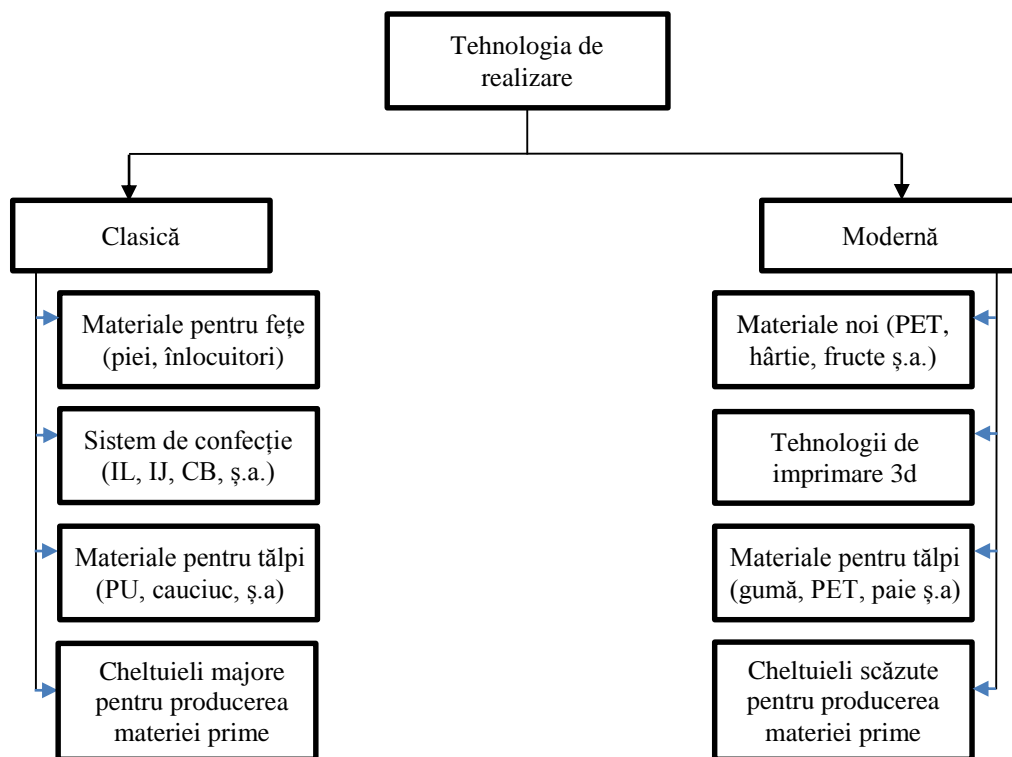 Tehnologia de
realizare
Clasică
Modernă
Materiale pentru fețe
(piei, înlocuitori)
Sistem de confecție
(IL, IJ, CB, ș.a.)
Materiale pentru tălpi
(PU, cauciuc, ș.a)
Cheltuieli majore
pentru producerea
materiei prime
Materiale noi (PET,
hârtie, fructe ș.a.)
Tehnologii de
imprimare 3d
Materiale pentru tălpi
(gumă, PET, paie ș.a)
Cheltuieli scăzute
pentru producerea
materiei prime